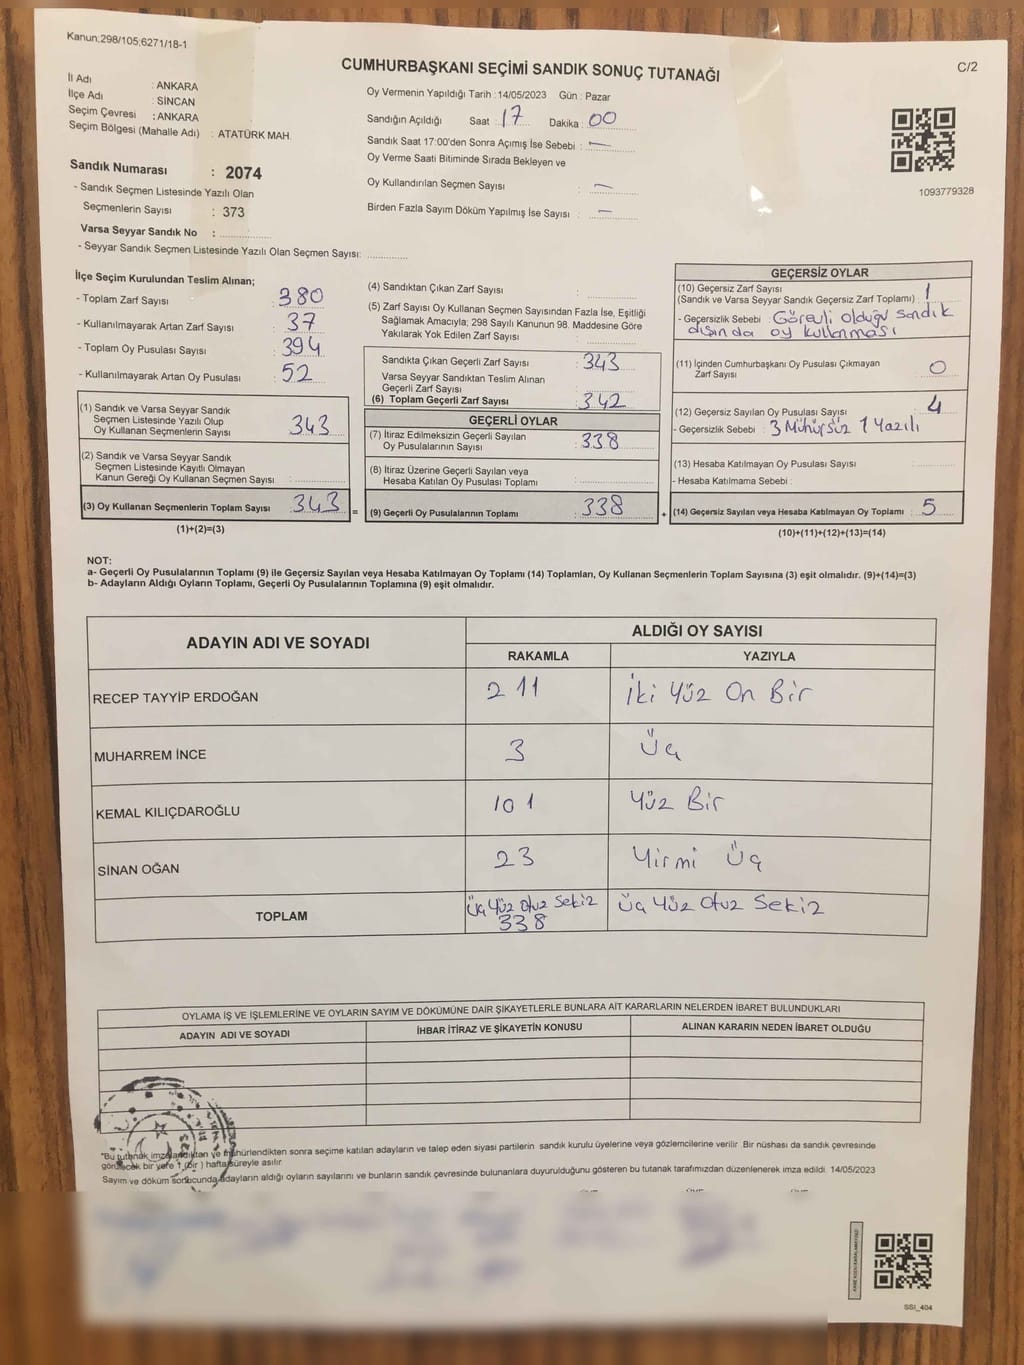 Kanun;298/105;6271/18-1
C/2
CUMHURBAŞKANI SEÇİMİ SANDIK SONUÇ TUTANAĞI
İl Adı : ANKARA
İlçe Adı : SİNCAN
Seçim Çevresi : ANKARA
Seçim Bölgesi (Mahalle Adı) : ATATÜRK MAH.
Sandık Numarası : 2074
- Sandık Seçmen Listesinde Yazılı Olan
Seçmenlerin Sayısı : 373
Varsa Seyyar Sandık No :
- Seyyar Sandık Seçmen Listesinde Yazılı Olan Seçmen Sayısı:
Oy Vermenin Yapıldığı Tarih : 14/05/2023 Gün : Pazar
Sandığın Açıldığı Saat : 17 Dakika : 00
Sandık Saat 17:00'den Sonra Açımış İse Sebebi : —
Oy Verme Saati Bitiminde Sırada Bekleyen ve
Oy Kullandırılan Seçmen Sayısı : —
Birden Fazla Sayım Döküm Yapılmış İse Sayısı : —
1093779328
İlçe Seçim Kurulundan Teslim Alınan;
- Toplam Zarf Sayısı : 380
- Kullanılmayarak Artan Zarf Sayısı : 37
- Toplam Oy Pusulası Sayısı : 394
- Kullanılmayarak Artan Oy Pusulası : 52
(1) Sandık ve Varsa Seyyar Sandık
Seçmen Listesinde Yazılı Olup
Oy Kullanan Seçmenlerin Sayısı : 343
(2) Sandık ve Varsa Seyyar Sandık
Seçmen Listesinde Kayıtlı Olmayan
Kanun Gereği Oy Kullanan Seçmen Sayısı :
(3) Oy Kullanan Seçmenlerin Toplam Sayısı : 343 =
(1)+(2)=(3)
(4) Sandıktan Çıkan Zarf Sayısı :
(5) Zarf Sayısı Oy Kullanan Seçmen Sayısından Fazla İse, Eşitliği
Sağlamak Amacıyla, 298 Sayılı Kanunun 98. Maddesine Göre
Yakılarak Yok Edilen Zarf Sayısı :
Sandıkta Çıkan Geçerli Zarf Sayısı : 343
Varsa Seyyar Sandıktan Teslim Alınan
Geçerli Zarf Sayısı :
(6) Toplam Geçerli Zarf Sayısı : 342
GEÇERLİ OYLAR
(7) İtiraz Edilmeksizin Geçerli Sayılan
Oy Pusulalarının Sayısı : 338
(8) İtiraz Üzerine Geçerli Sayılan veya
Hesaba Katılan Oy Pusulası Toplamı :
(9) Geçerli Oy Pusulalarının Toplamı : 338 +
GEÇERSİZ OYLAR
(10) Geçersiz Zarf Sayısı
(Sandık ve Varsa Seyyar Sandık Geçersiz Zarf Toplamı) : 1
- Geçersizlik Sebebi : Görevli olduğu sandık
dışında oy kullanması
(11) İçinden Cumhurbaşkanı Oy Pusulası Çıkmayan
Zarf Sayısı : 0
(12) Geçersiz Sayılan Oy Pusulası Sayısı : 4
- Geçersizlik Sebebi : 3 Mühürsüz 1 Yazılı
(13) Hesaba Katılmayan Oy Pusulası Sayısı :
- Hesaba Katılmama Sebebi :
(14) Geçersiz Sayılan veya Hesaba Katılmayan Oy Toplamı : 5
(10)+(11)+(12)+(13)=(14)
NOT:
a- Geçerli Oy Pusulalarının Toplamı (9) ile Geçersiz Sayılan veya Hesaba Katılmayan Oy Toplamı (14) Toplamları, Oy Kullanan Seçmenlerin Toplam Sayısına (3) eşit olmalıdır. (9)+(14)=(3)
b- Adayların Aldığı Oyların Toplamı, Geçerli Oy Pusulalarının Toplamına (9) eşit olmalıdır.
ADAYIN ADI VE SOYADI ALDIĞI OY SAYISI
RAKAMLA YAZIYLA
RECEP TAYYİP ERDOĞAN 211 İki Yüz On Bir
MUHARREM İNCE 3 Üç
KEMAL KILIÇDAROĞLU 101 Yüz Bir
SİNAN OĞAN 23 Yirmi Üç
TOPLAM Üç Yüz Otuz Sekiz 338 Üç Yüz Otuz Sekiz
OYLAMA İŞ VE İŞLEMLERİNE VE OYLARIN SAYIM VE DÖKÜMÜNE DAİR ŞİKAYETLERLE BUNLARA AİT KARARLARIN NELERDEN İBARET BULUNDUKLARI
ADAYIN ADI VE SOYADI İHBAR İTİRAZ VE ŞİKAYETİN KONUSU ALINAN KARARIN NEDEN İBARET OLDUĞU
"Bu tutanak imzalandıktan ve mühürlendikten sonra seçime katılan adayların ve talep eden siyasi partilerin sandık kurulu üyelerine veya gözlemcilerine verilir. Bir nüshası da sandık çevresinde
görülecek bir yere 1 (bir) hafta süreyle asılır
Sayım ve döküm sonucunda adayların aldığı oyların sayılarını ve bunların sandık çevresinde bulunanlara duyurulduğunu gösteren bu tutanak tarafımızdan düzenlenerek imza edildi. 14/05/2023
SSI_404